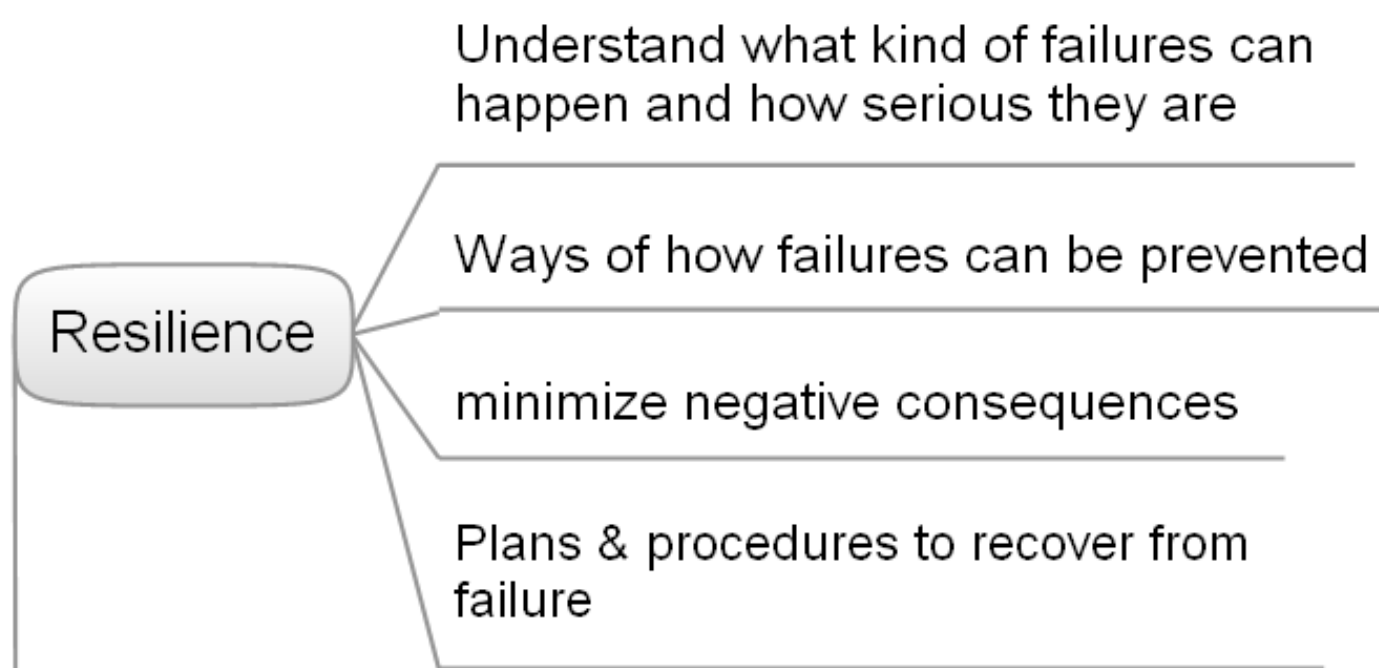 Understand what kind of failures can
happen and how serious they are
Ways of how failures can be prevented
Resilience
minimize negative consequences
Plans & procedures to recover from
failure